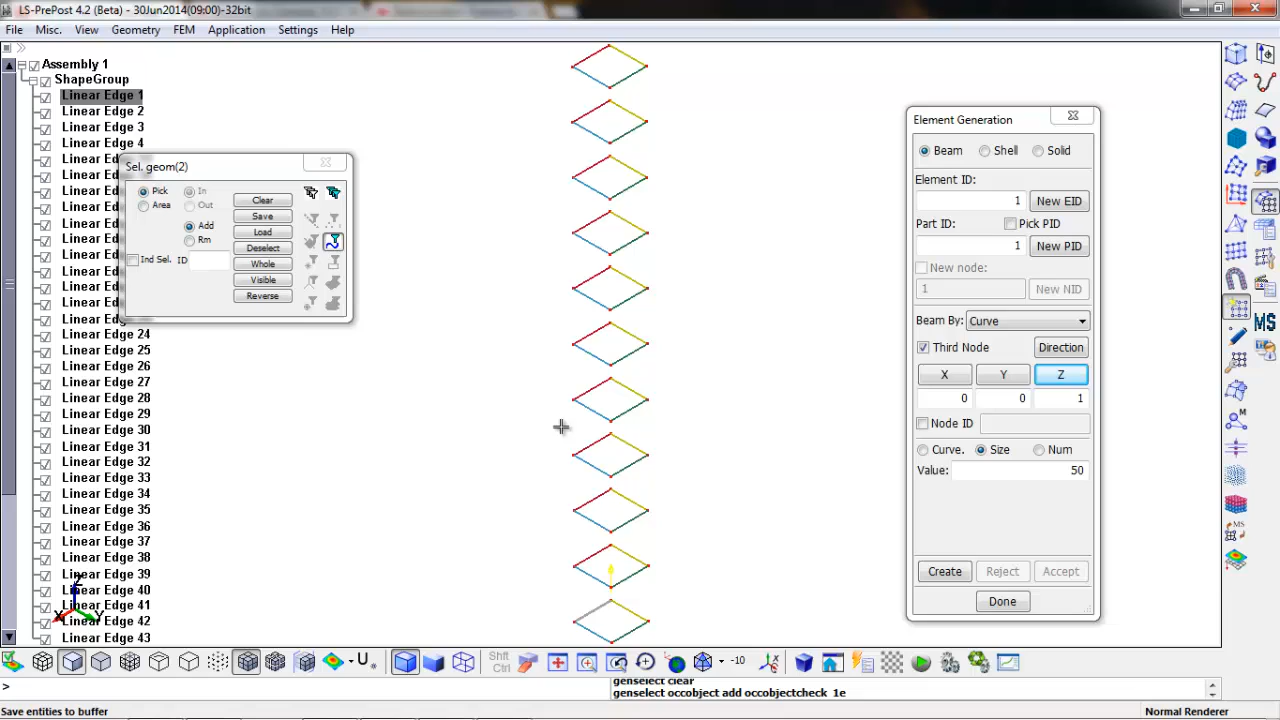 LS-PrePost 4.2 (Beta) - 30Jun2014(09:00)-32bit
File Misc. View Geometry FEM Application Settings Help
Assembly 1
ShapeGroup
Linear Edge 1
Linear Edge 2
Linear Edge 3
Linear Edge 4
Linear Edge 24
Linear Edge 25
Linear Edge 26
Linear Edge 27
Linear Edge 28
Linear Edge 29
Linear Edge 30
Linear Edge 31
Linear Edge 32
Linear Edge 33
Linear Edge 34
Linear Edge 35
Linear Edge 36
Linear Edge 37
Linear Edge 38
Linear Edge 39
Linear Edge 40
Linear Edge 41
Linear Edge 42
Linear Edge 43
Z
X
Y
Sel. geom(2)
Pick In Clear
Area Out Save
Add Load
Rm Deselect
Ind Sel. ID Whole
Visible
Reverse
Element Generation
Beam Shell Solid
Element ID:
1 New EID
Part ID: Pick PID
1 New PID
New node:
1 New NID
Beam By: Curve
Third Node Direction
X Y Z
0 0 1
Node ID
Curve. Size Num
Value: 50
Create Reject Accept
Done
MS
M
MS
Shft
Ctrl
-10
>
genselect clear
genselect occobject add occobjectcheck 1e
Save entities to buffer
Normal Renderer